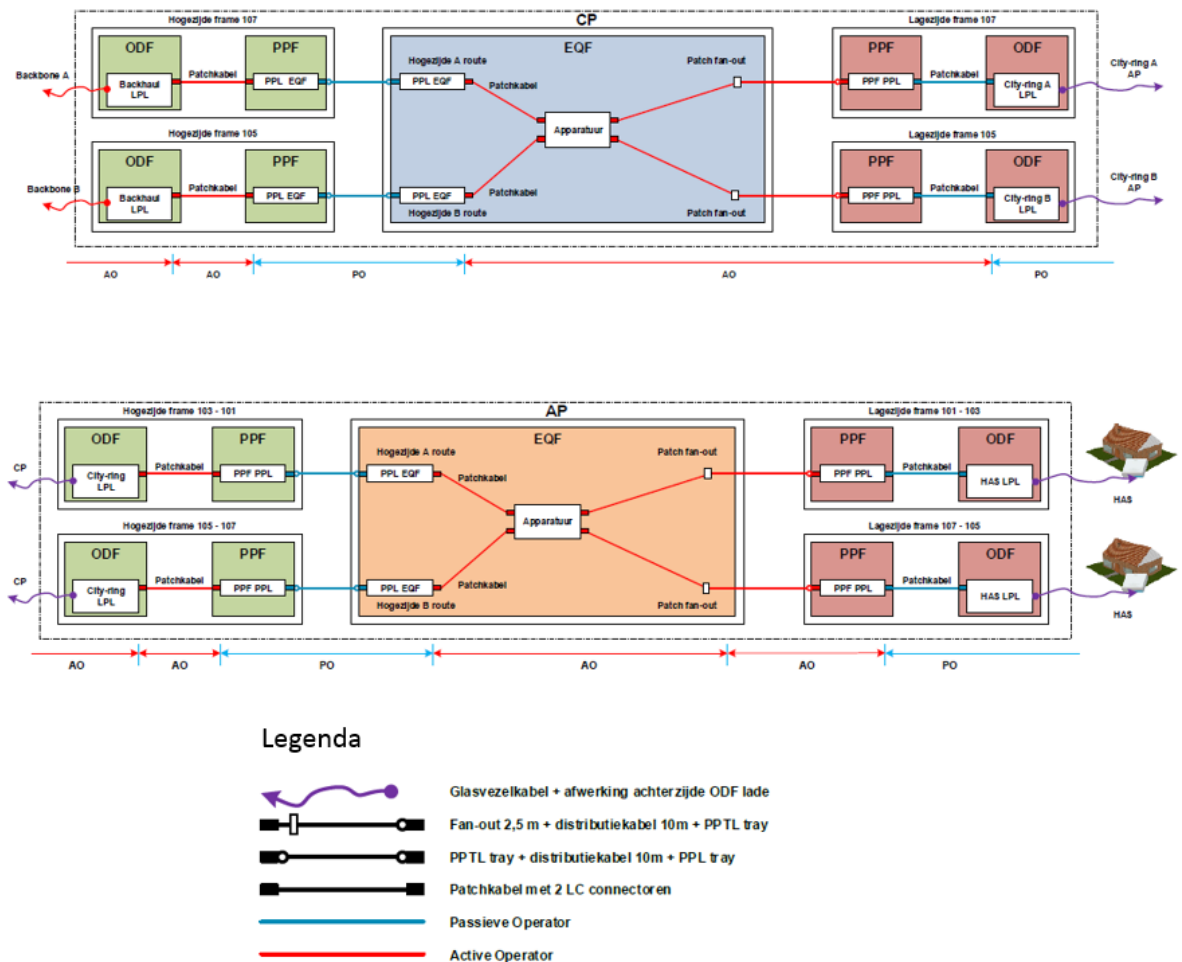 Hogezijde frame 107
CP
Lagezijde frame 107
ODF
PPF
EQF
PPF
ODF
Hogezijde A route
Patch fan-out
Backbone A
Backhaul LPL
Patchkabel
PPL EQF
PPL EQF
Patchkabel
PPF PPL
Patchkabel
City-ring A LPL
City-ring A AP
Apparatuur
Hogezijde frame 105
Lagezijde frame 105
ODF
PPF
PPF
ODF
Backbone B
Backhaul LPL
Patchkabel
PPL EQF
PPL EQF
Patchkabel
PPF PPL
Patchkabel
City-ring B LPL
City-ring B AP
Hogezijde B route
Patch fan-out
AO
AO
PO
AO
PO
Hogezijde frame 103 - 101
AP
Lagezijde frame 101 - 103
ODF
PPF
EQF
PPF
ODF
Hogezijde A route
Patch fan-out
CP
City-ring LPL
Patchkabel
PPF PPL
PPL EQF
Patchkabel
PPF PPL
Patchkabel
HAS LPL
HAS
Apparatuur
Hogezijde frame 105 - 107
Lagezijde frame 107 - 105
ODF
PPF
PPF
ODF
CP
City-ring LPL
Patchkabel
PPF PPL
PPL EQF
Patchkabel
PPF PPL
Patchkabel
HAS LPL
HAS
Hogezijde B route
Patch fan-out
AO
AO
PO
AO
AO
PO
Legenda
Glasvezelkabel + afwerking achterzijde ODF lade
Fan-out 2,5 m + distributiekabel 10m + PPTL tray
PPTL tray + distributiekabel 10m + PPL tray
Patchkabel met 2 LC connectoren
Passieve Operator
Active Operator